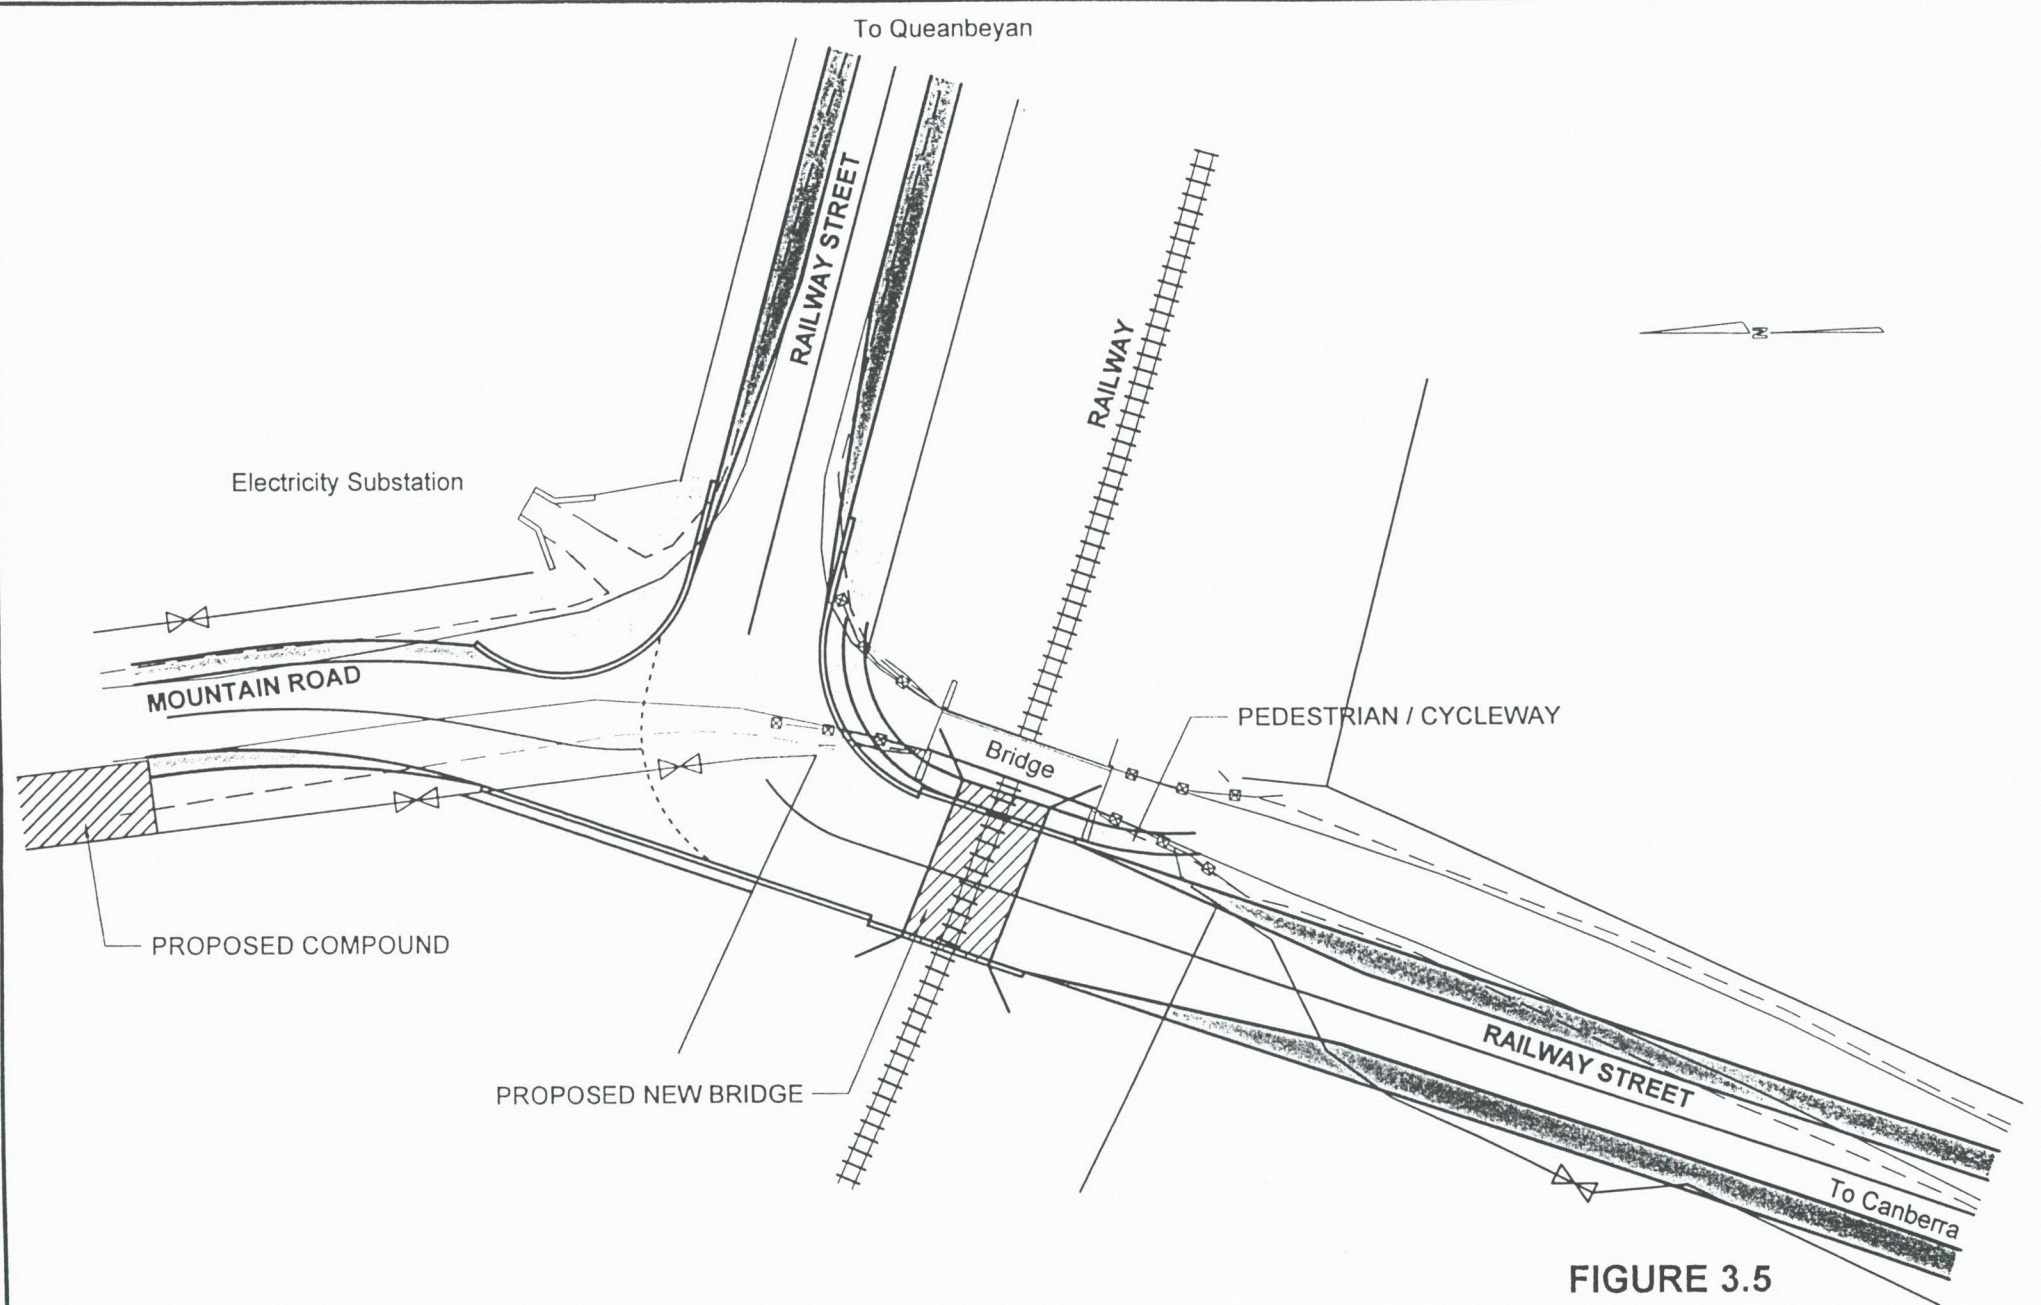 To Queanbeyan
RAILWAY STREET
RAILWAY
N
Electricity Substation
MOUNTAIN ROAD
PEDESTRIAN / CYCLEWAY
Bridge
PROPOSED COMPOUND
PROPOSED NEW BRIDGE
RAILWAY STREET
To Canberra
FIGURE 3.5